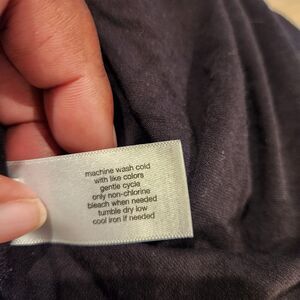 machine wash cold
with like colors
gentle cycle
only non-chlorine
bleach when needed
tumble dry low
cool iron if needed